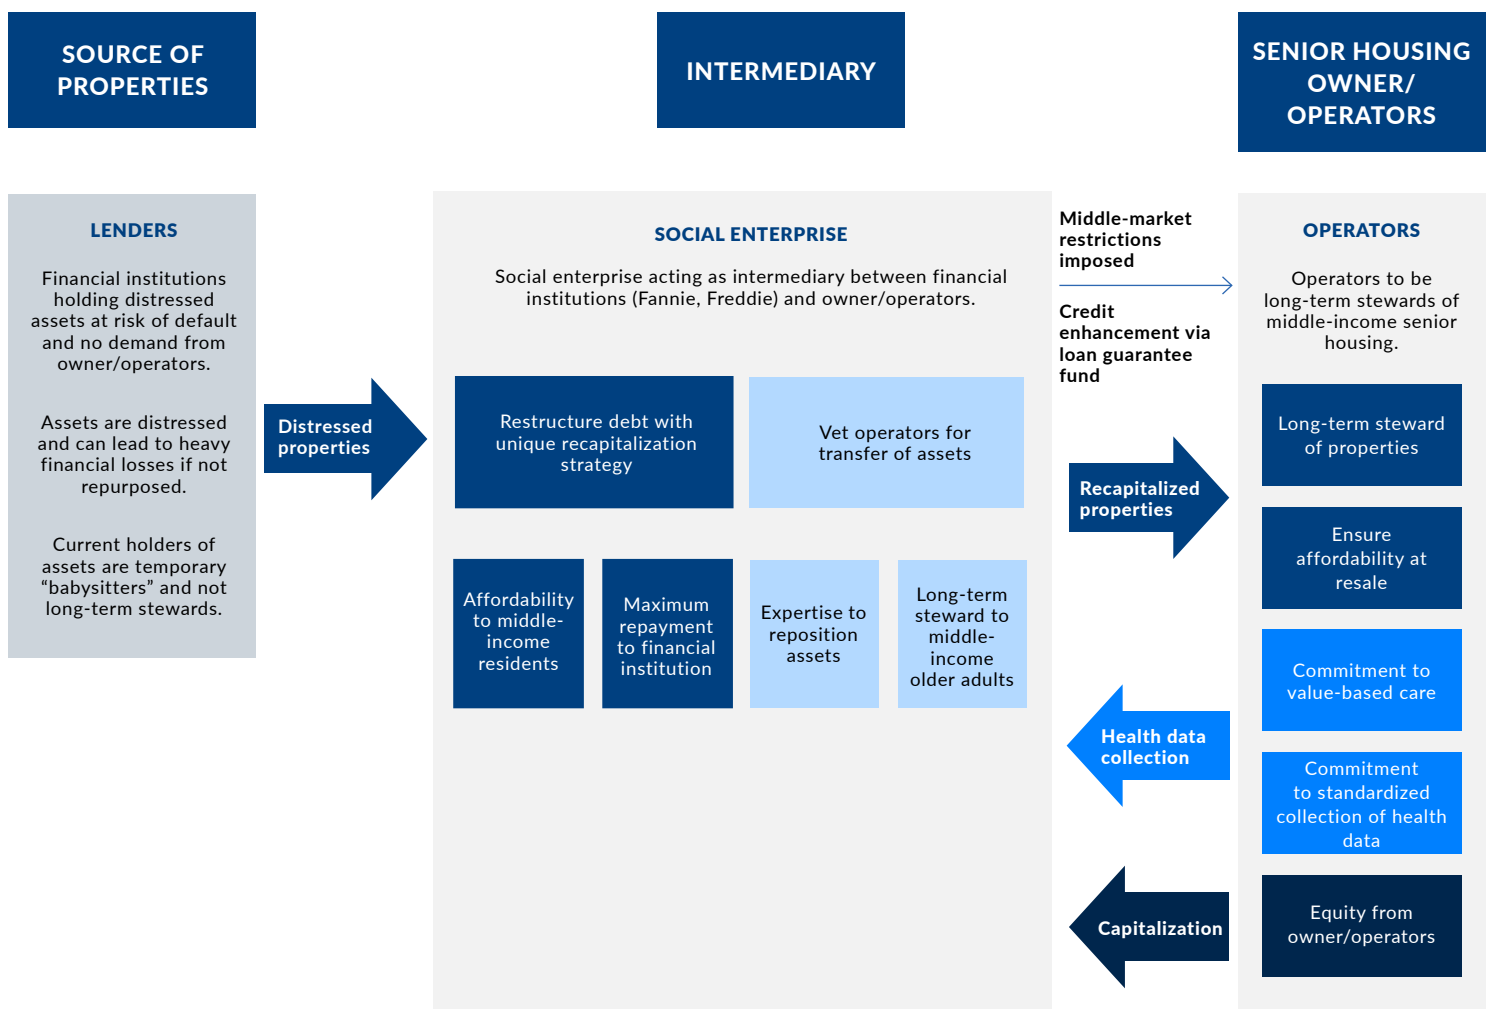 SOURCE OF
PROPERTIES
INTERMEDIARY
SENIOR HOUSING
OWNER/
OPERATORS
LENDERS
Financial institutions
holding distressed
assets at risk of default
and no demand from
owner/operators.
Assets are distressed
and can lead to heavy
financial losses if not
repurposed.
Current holders of
assets are temporary
“babysitters” and not
long-term stewards.
Distressed
properties
SOCIAL ENTERPRISE
Social enterprise acting as intermediary between financial
institutions (Fannie, Freddie) and owner/operators.
Restructure debt with
unique recapitalization
strategy
Vet operators for
transfer of assets
Affordability
to middle-
income
residents
Maximum
repayment
to financial
institution
Expertise to
reposition
assets
Long-term
steward to
middle-
income
older adults
Middle-market
restrictions
imposed
Credit
enhancement via
loan guarantee
fund
Recapitalized
properties
Health data
collection
Capitalization
OPERATORS
Operators to be
long-term stewards of
middle-income senior
housing.
Long-term steward
of properties
Ensure
affordability at
resale
Commitment to
value-based care
Commitment
to standardized
collection of health
data
Equity from
owner/operators